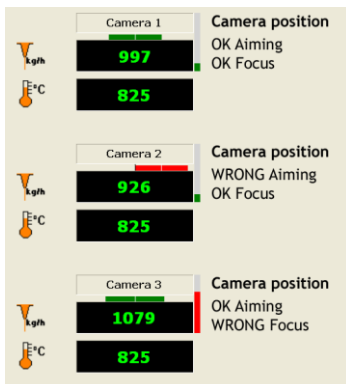 Camera 1
Camera position
OK Aiming
kg/h
997
OK Focus
°C
825
Camera 2
Camera position
WRONG Aiming
kg/h
926
OK Focus
°C
825
Camera 3
Camera position
OK Aiming
kg/h
1079
WRONG Focus
°C
825